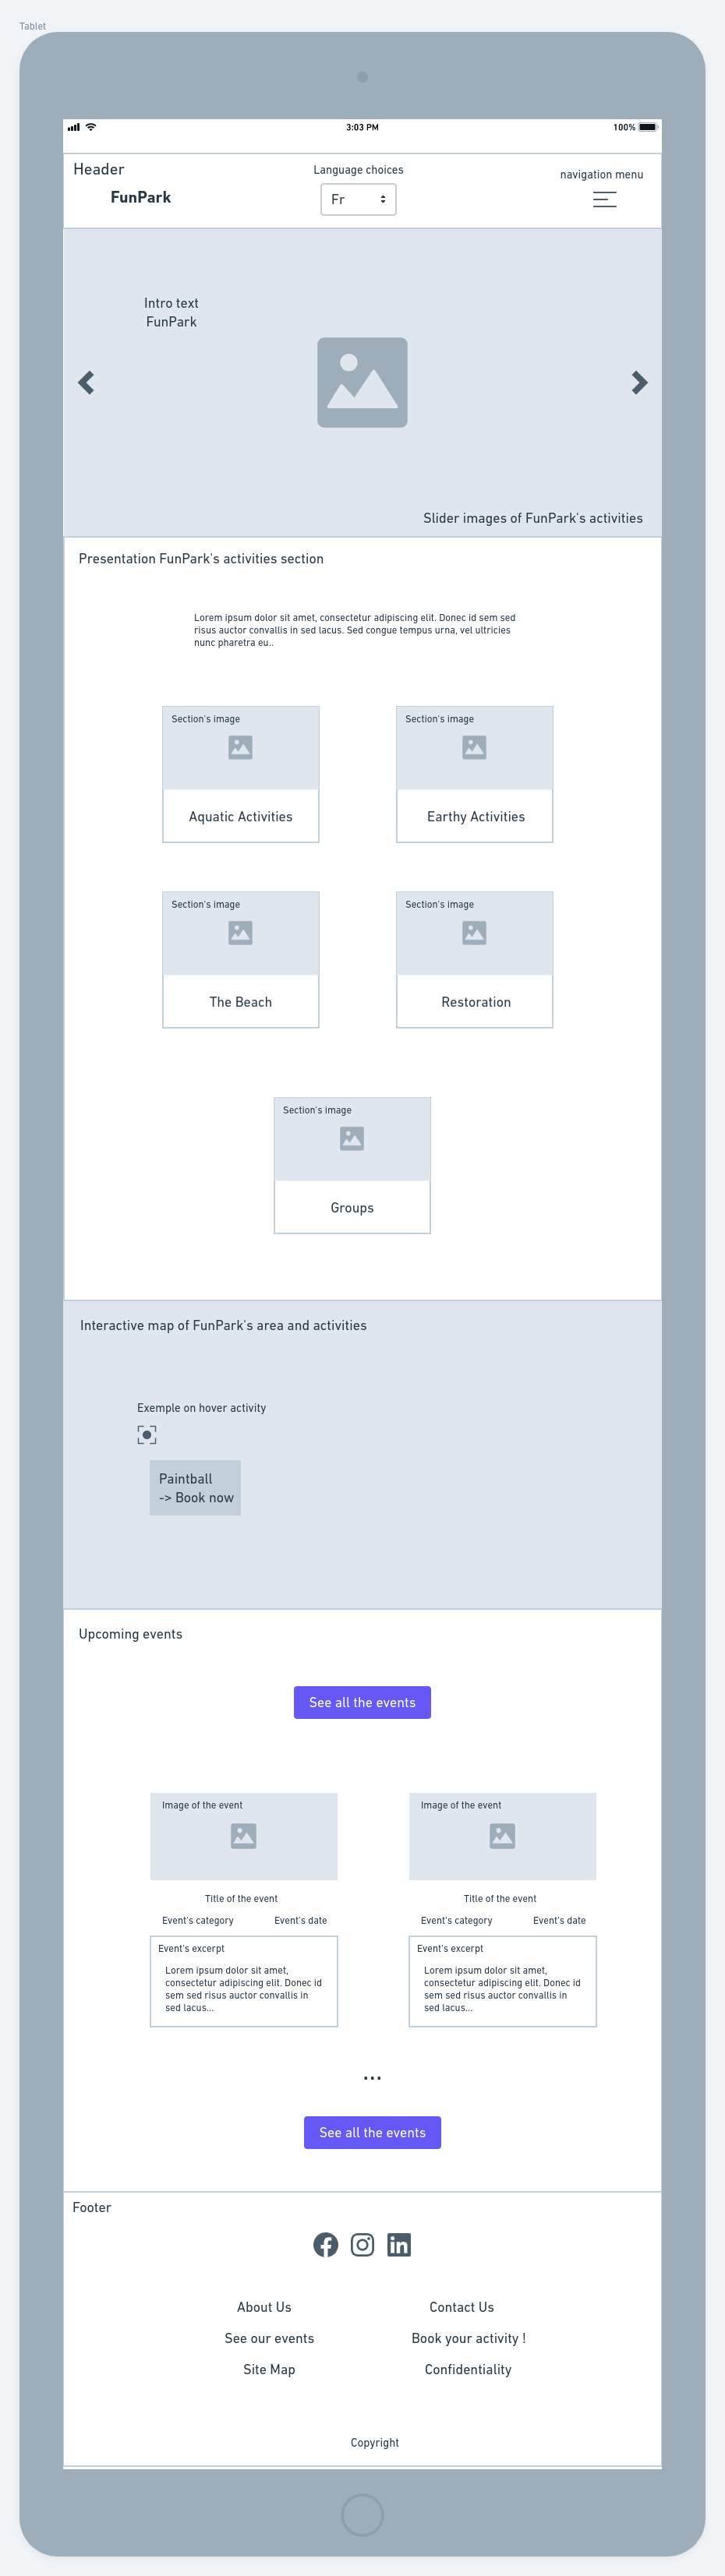 Tablet
3:03 PM
100%
Header
Language choices
navigation menu
FunPark
Fr
Intro text
FunPark
Slider images of FunPark's activities
Presentation FunPark's activities section
Lorem ipsum dolor sit amet, consectetur adipiscing elit. Donec id sem sed
risus auctor convallis in sed lacus. Sed congue tempus urna, vel ultricies
nunc pharetra eu..
Section's image
Aquatic Activities
Section's image
Earthy Activities
Section's image
The Beach
Section's image
Restoration
Section's image
Groups
Interactive map of FunPark's area and activities
Exemple on hover activity
Paintball
-> Book now
Upcoming events
See all the events
Image of the event
Title of the event
Event's category Event's date
Event's excerpt
Lorem ipsum dolor sit amet,
consectetur adipiscing elit. Donec id
sem sed risus auctor convallis in
sed lacus...
Image of the event
Title of the event
Event's category Event's date
Event's excerpt
Lorem ipsum dolor sit amet,
consectetur adipiscing elit. Donec id
sem sed risus auctor convallis in
sed lacus...
...
See all the events
Footer
About Us
Contact Us
See our events
Book your activity !
Site Map
Confidentiality
Copyright